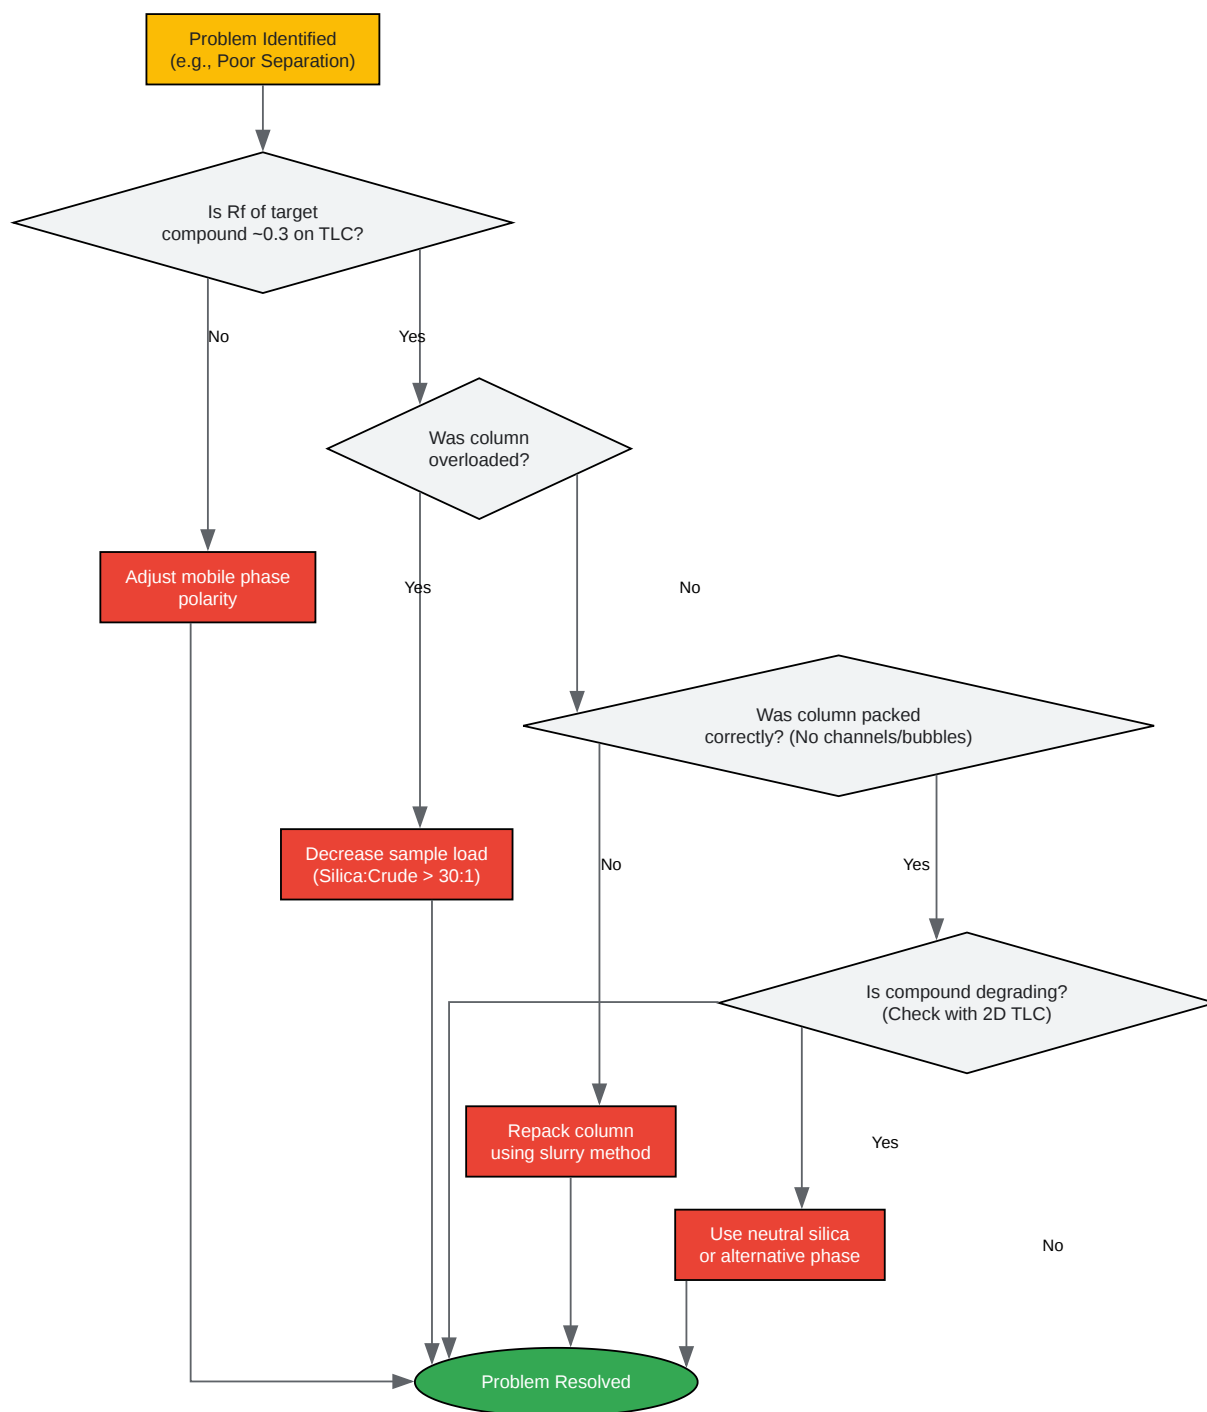 Problem Identified
(e.g., Poor Separation)
Is Rf of target
compound ~0.3 on TLC?
No
Yes
Was column
overloaded?
Adjust mobile phase
polarity
Yes
No
Was column packed
correctly? (No channels/bubbles)
Decrease sample load
(Silica:Crude > 30:1)
No
Yes
Is compound degrading?
(Check with 2D TLC)
Repack column
using slurry method
Yes
Use neutral silica
or alternative phase
No
Problem Resolved